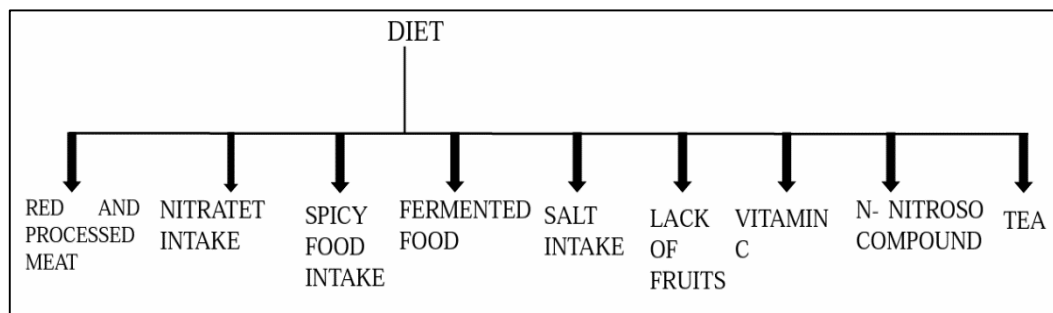 DIET
RED AND
PROCESSED
MEAT
NITRATET
INTAKE
SPICY
FOOD
INTAKE
FERMENTED
FOOD
SALT
INTAKE
LACK
OF
FRUITS
VITAMIN
C
N- NITROSO
COMPOUND
TEA